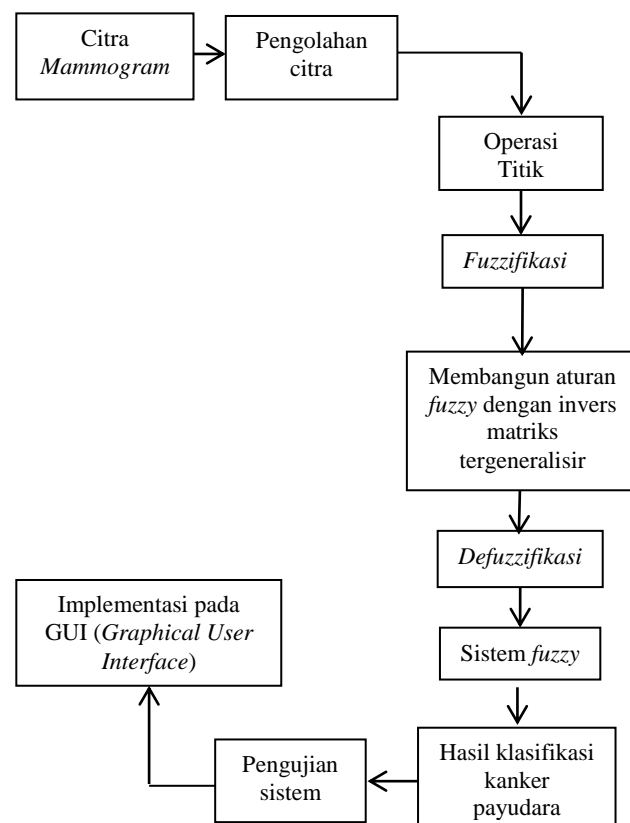 Citra
Mammogram
Pengolahan
citra
Operasi
Titik
Fuzzifikasi
Membangun aturan
fuzzy dengan invers
matriks
tergeneralisir
Defuzzifikasi
Sistem fuzzy
Hasil klasifikasi
kanker
payudara
Pengujian
sistem
Implementasi pada
GUI (Graphical User
Interface)